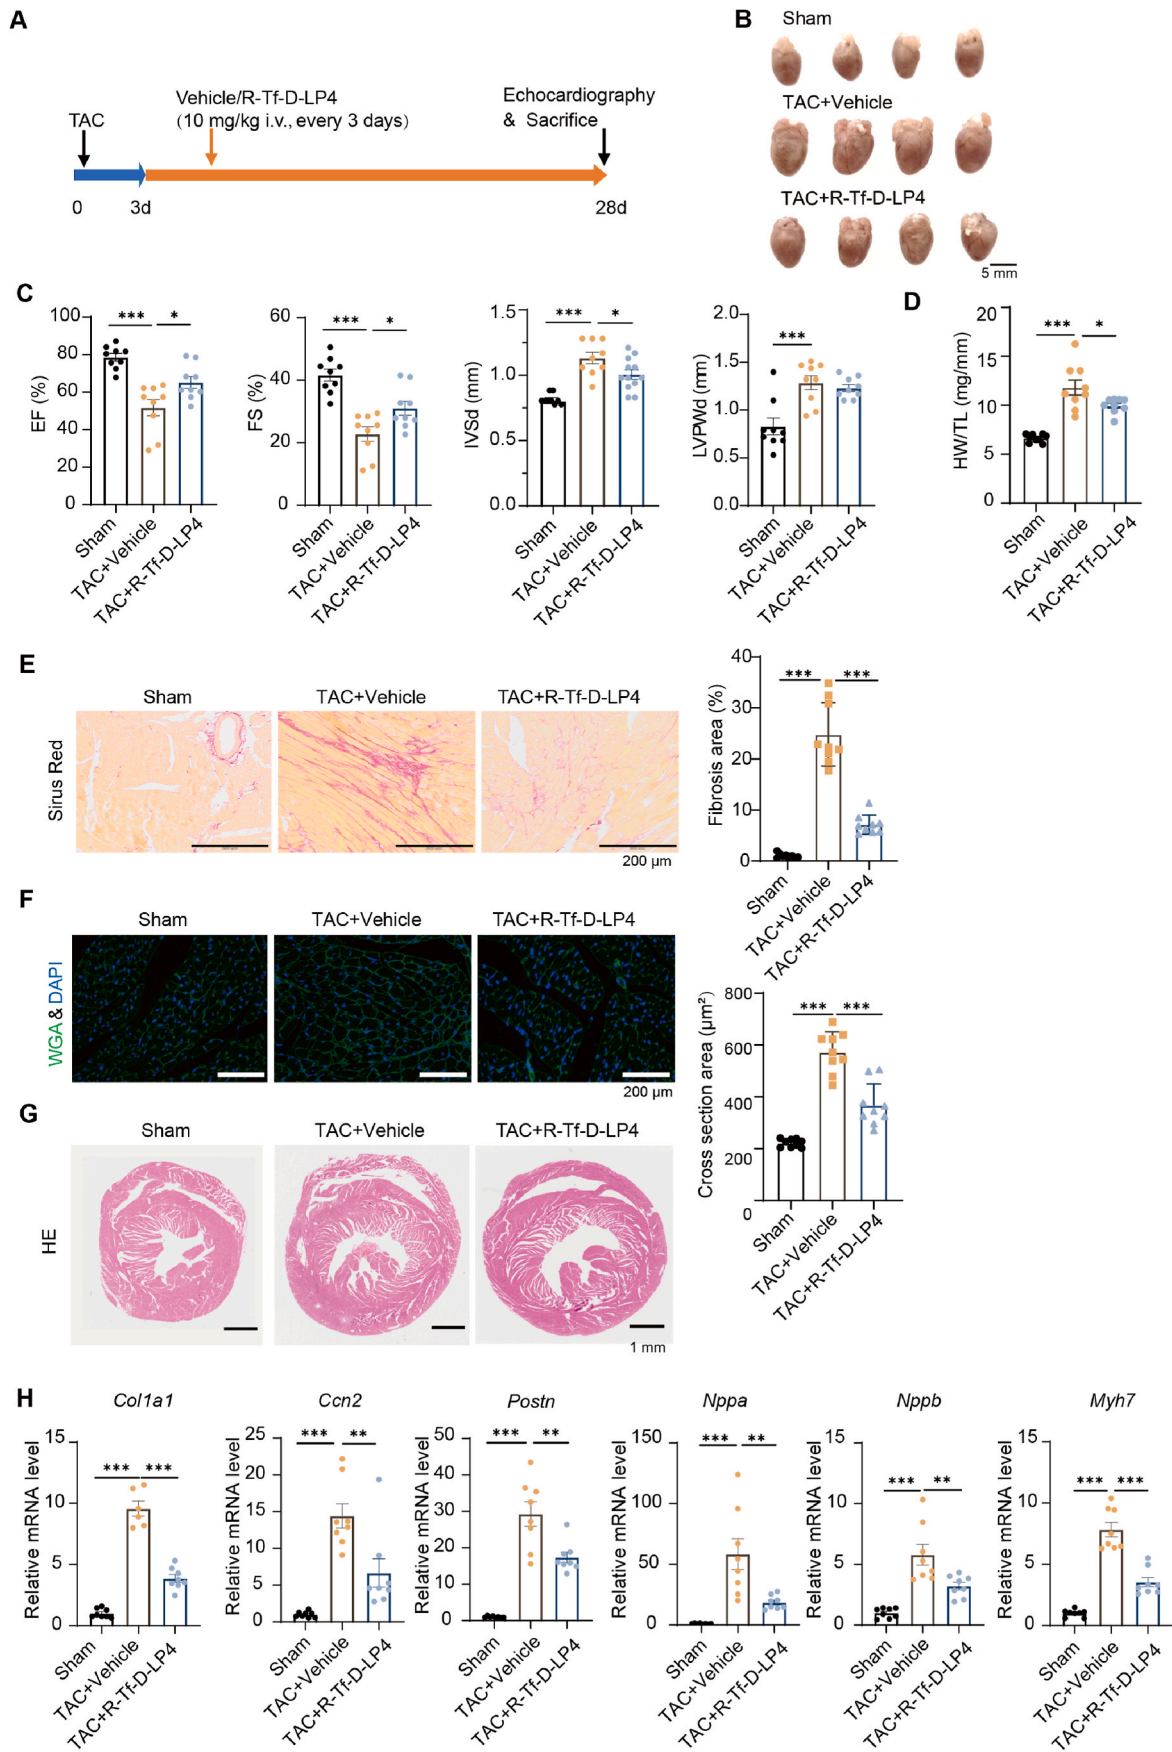 A
TAC
Vehicle/R-Tf-D-LP4
(10 mg/kg i.v., every 3 days)
Echocardiography
& Sacrifice
0
3d
28d
B
Sham
TAC+Vehicle
TAC+R-Tf-D-LP4
5 mm
C
EF (%)
100
80
60
40
20
0
***
*
Sham
TAC+Vehicle
TAC+R-Tf-D-LP4
FS (%)
60
40
20
0
***
*
Sham
TAC+Vehicle
TAC+R-Tf-D-LP4
IVSd (mm)
1.5
1.0
0.5
0.0
***
*
Sham
TAC+Vehicle
TAC+R-Tf-D-LP4
LVPWd (mm)
2.0
1.5
1.0
0.5
0.0
***
Sham
TAC+Vehicle
TAC+R-Tf-D-LP4
D
HW/TL (mg/mm)
20
15
10
5
0
***
*
Sham
TAC+Vehicle
TAC+R-Tf-D-LP4
E
Sirus Red
Sham
TAC+Vehicle
TAC+R-Tf-D-LP4
200 μm
Fibrosis area (%)
40
30
20
10
0
***
***
Sham
TAC+Vehicle
TAC+R-Tf-D-LP4
F
WGA & DAPI
Sham
TAC+Vehicle
TAC+R-Tf-D-LP4
200 μm
Cross section area (μm²)
800
600
400
200
0
***
***
Sham
TAC+Vehicle
TAC+R-Tf-D-LP4
G
HE
Sham
TAC+Vehicle
TAC+R-Tf-D-LP4
1 mm
H
Col1a1
Relative mRNA level
15
10
5
0
***
***
Sham
TAC+Vehicle
TAC+R-Tf-D-LP4
Ccn2
Relative mRNA level
25
20
15
10
5
0
***
**
Sham
TAC+Vehicle
TAC+R-Tf-D-LP4
Postn
Relative mRNA level
50
40
30
20
10
0
***
**
Sham
TAC+Vehicle
TAC+R-Tf-D-LP4
Nppa
Relative mRNA level
150
100
50
0
***
**
Sham
TAC+Vehicle
TAC+R-Tf-D-LP4
Nppb
Relative mRNA level
15
10
5
0
***
**
Sham
TAC+Vehicle
TAC+R-Tf-D-LP4
Myh7
Relative mRNA level
15
10
5
0
***
***
Sham
TAC+Vehicle
TAC+R-Tf-D-LP4